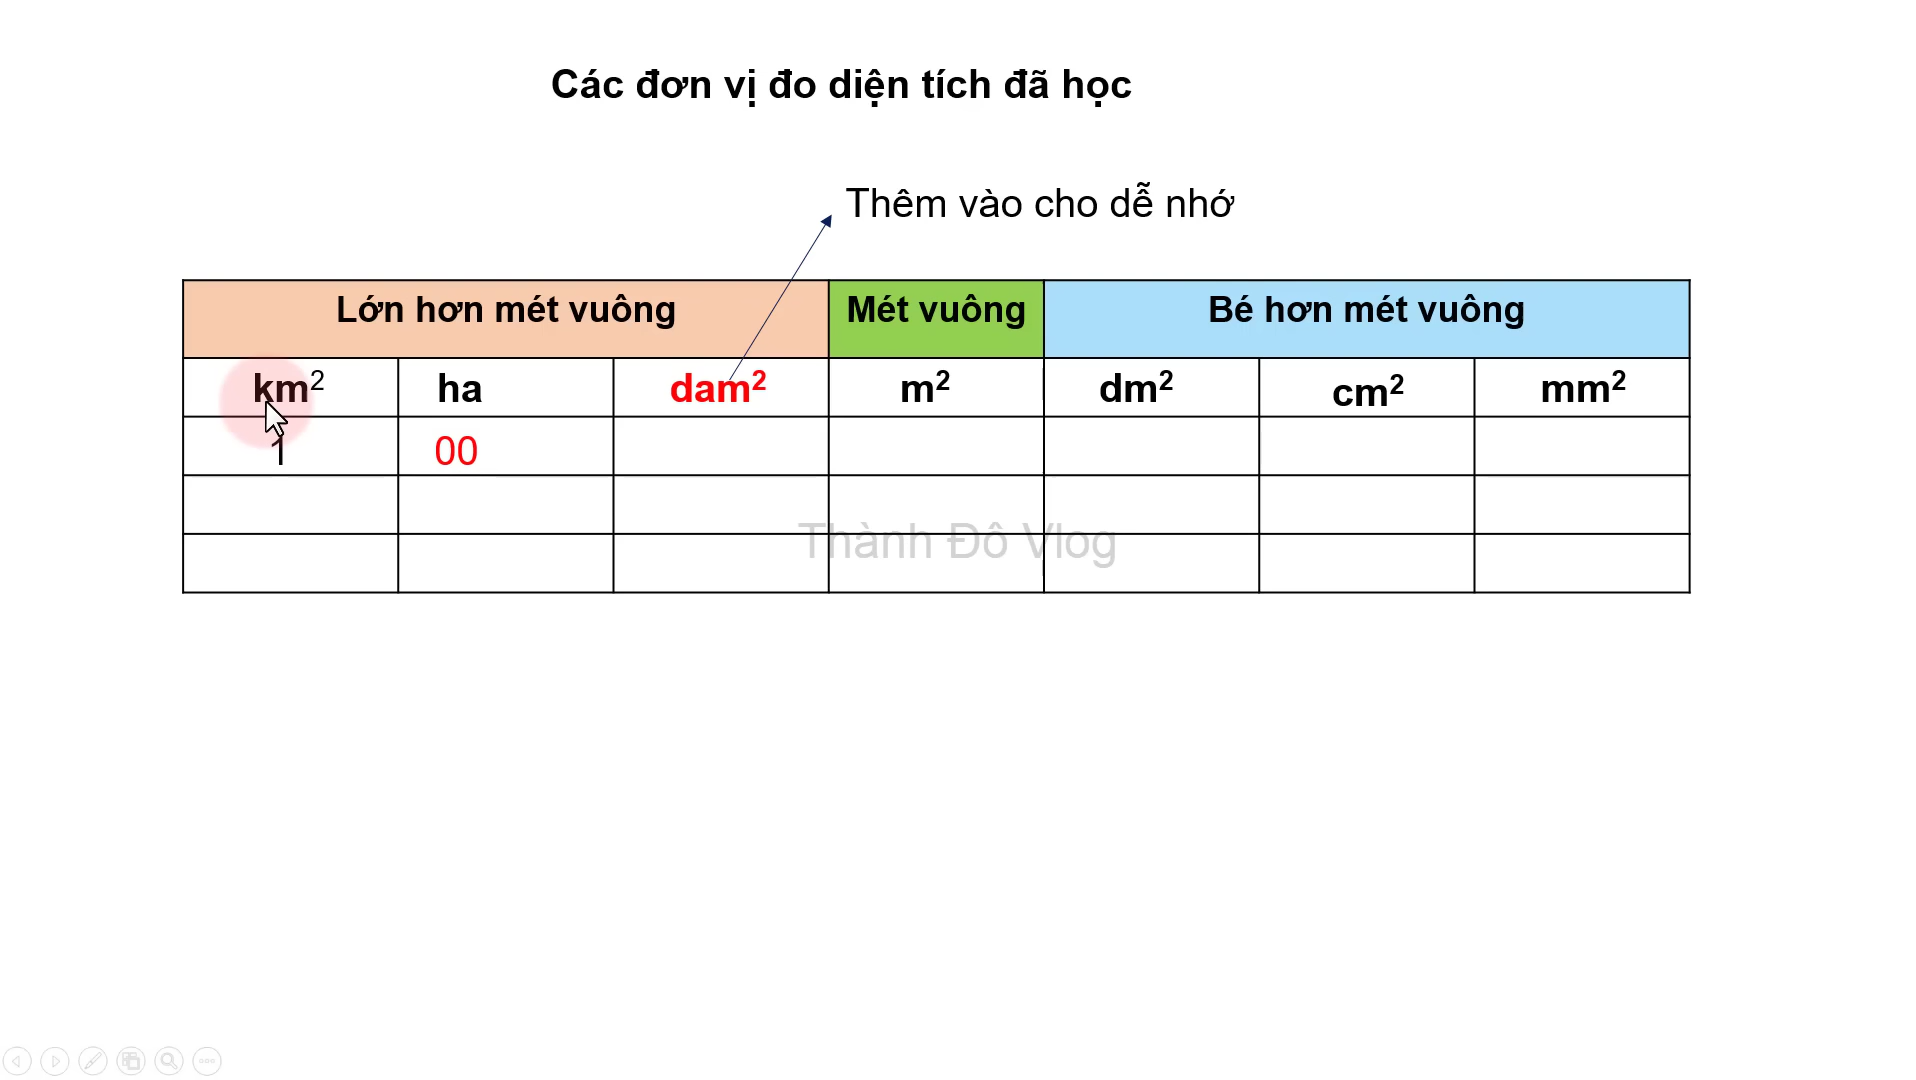 Các đơn vị đo diện tích đã học
Thêm vào cho dễ nhớ
Lớn hơn mét vuông Mét vuông Bé hơn mét vuông
km² ha dam² m² dm² cm² mm²
1 00
Thành Đô Vlog